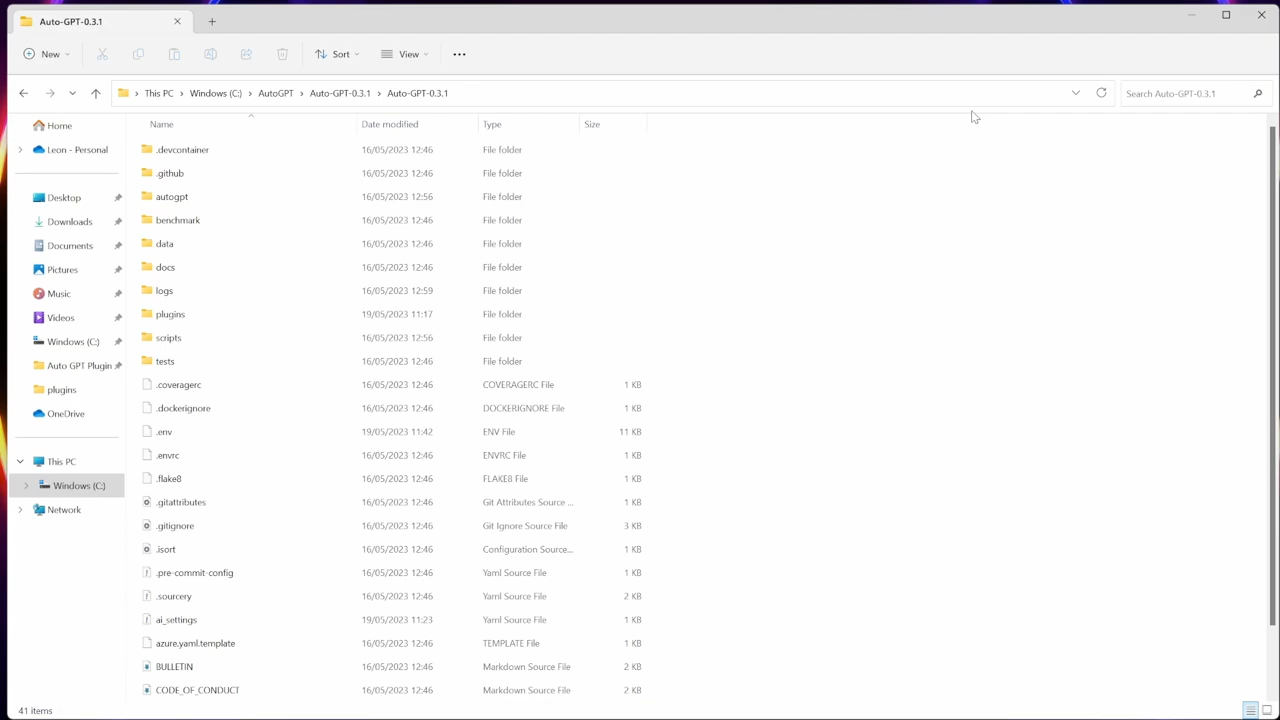 Auto-GPT-0.3.1
New
Sort
View
This PC > Windows (C:) > AutoGPT > Auto-GPT-0.3.1 > Auto-GPT-0.3.1
Search Auto-GPT-0.3.1
Home
Leon - Personal
Desktop
Downloads
Documents
Pictures
Music
Videos
Windows (C:)
Auto GPT Plugin
plugins
OneDrive
This PC
Windows (C:)
Network
Name Date modified Type Size
.devcontainer 16/05/2023 12:46 File folder
.github 16/05/2023 12:46 File folder
autogpt 16/05/2023 12:56 File folder
benchmark 16/05/2023 12:46 File folder
data 16/05/2023 12:46 File folder
docs 16/05/2023 12:46 File folder
logs 16/05/2023 12:59 File folder
plugins 19/05/2023 11:17 File folder
scripts 16/05/2023 12:56 File folder
tests 16/05/2023 12:46 File folder
.coveragerc 16/05/2023 12:46 COVERAGERC File 1 KB
.dockerignore 16/05/2023 12:46 DOCKERIGNORE File 1 KB
.env 19/05/2023 11:42 ENV File 11 KB
.envrc 16/05/2023 12:46 ENVRC File 1 KB
.flake8 16/05/2023 12:46 FLAKE8 File 1 KB
.gitattributes 16/05/2023 12:46 Git Attributes Source ... 1 KB
.gitignore 16/05/2023 12:46 Git Ignore Source File 3 KB
.isort 16/05/2023 12:46 Configuration Source... 1 KB
.pre-commit-config 16/05/2023 12:46 Yaml Source File 1 KB
.sourcery 16/05/2023 12:46 Yaml Source File 2 KB
ai_settings 19/05/2023 11:23 Yaml Source File 1 KB
azure.yaml.template 16/05/2023 12:46 TEMPLATE File 1 KB
BULLETIN 16/05/2023 12:46 Markdown Source File 2 KB
CODE_OF_CONDUCT 16/05/2023 12:46 Markdown Source File 2 KB
41 items